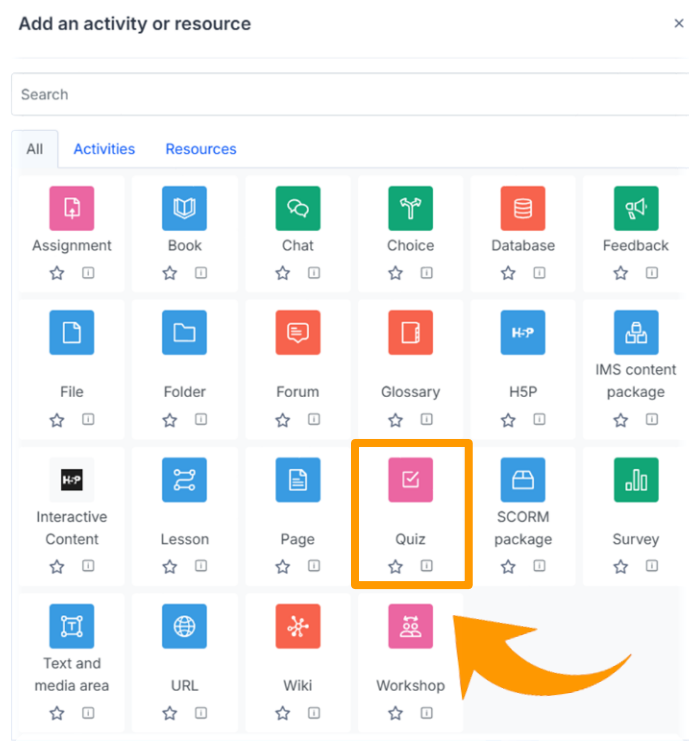 Add an activity or resource
×
Search
All Activities Resources
Assignment Book Chat Choice Database Feedback
H5P
IMS content
File Folder Forum Glossary H5P package
H5P
Interactive SCORM
Content Lesson Page Quiz package Survey
T
Text and
media area URL Wiki Workshop